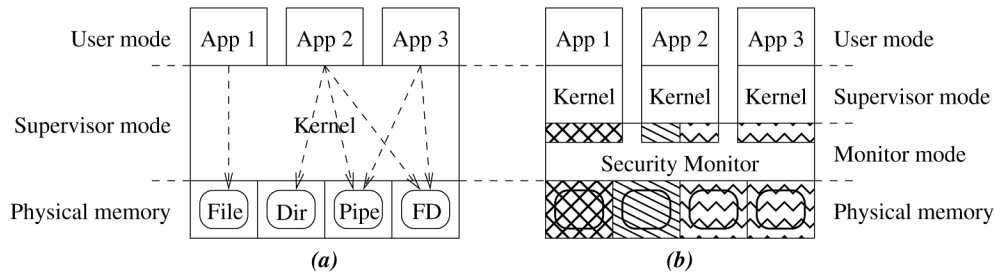 User mode App 1 App 2 App 3 App 1 App 2 App 3 User mode
Kernel Kernel Kernel Supervisor mode
Supervisor mode Kernel
Security Monitor Monitor mode
Physical memory File Dir Pipe FD Physical memory
(a) (b)